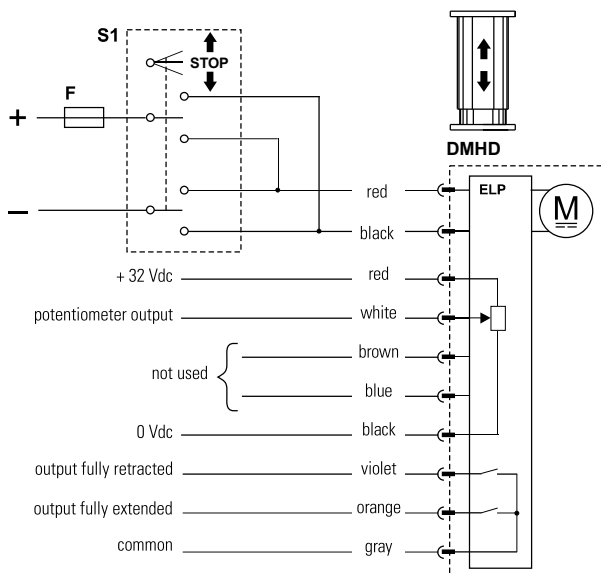 S1
STOP
F
+
–
DMHD
ELP
M
red
black
+ 32 Vdc
red
potentiometer output
white
not used
brown
blue
0 Vdc
black
output fully retracted
violet
output fully extended
orange
common
gray